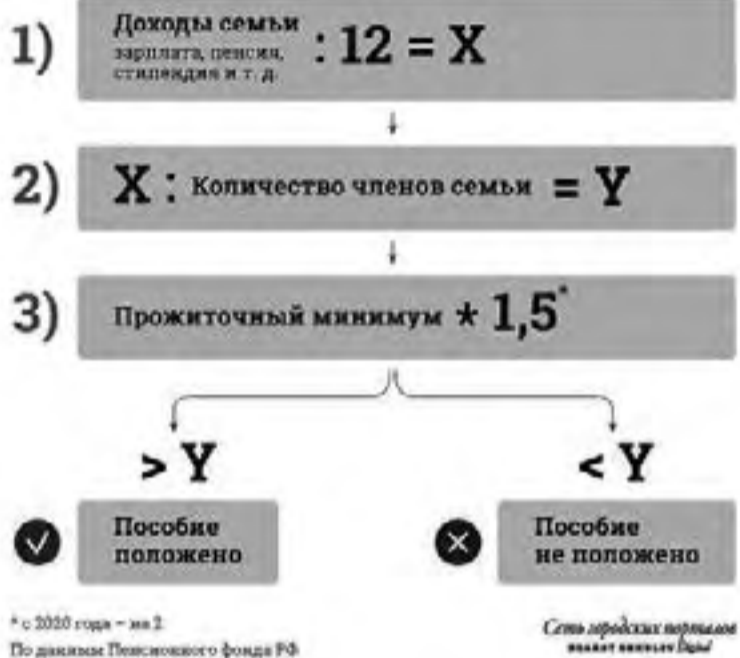 1)
Доходы семьи
зарплата, пенсия,
стипендия и т. д.
: 12 = X
2) X : Количество членов семьи = Y
3) Прожиточный минимум * 1,5*
> Y
< Y
Пособие
положено
Пособие
не положено
* с 2020 года – на 2
По данным Пенсионного фонда РФ
Сеть городских порталов